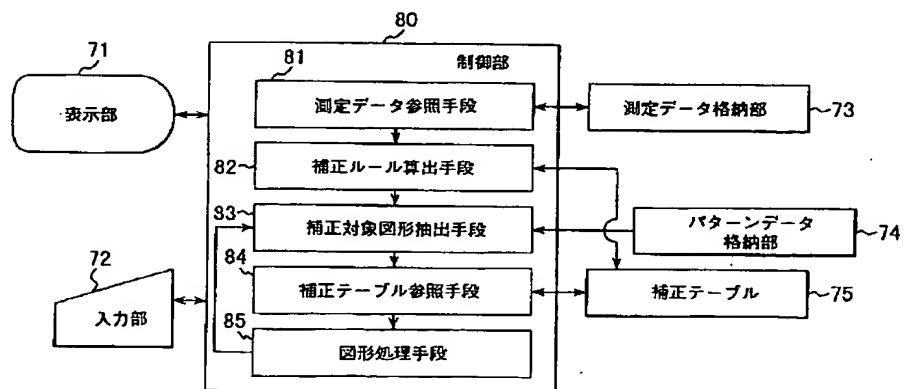 80
71
表示部
制御部
81
測定データ参照手段
測定データ格納部
73
82
補正ルール算出手段
83
補正対象図形抽出手段
パターンデータ
格納部
74
72
入力部
84
補正テーブル参照手段
補正テーブル
75
85
図形処理手段